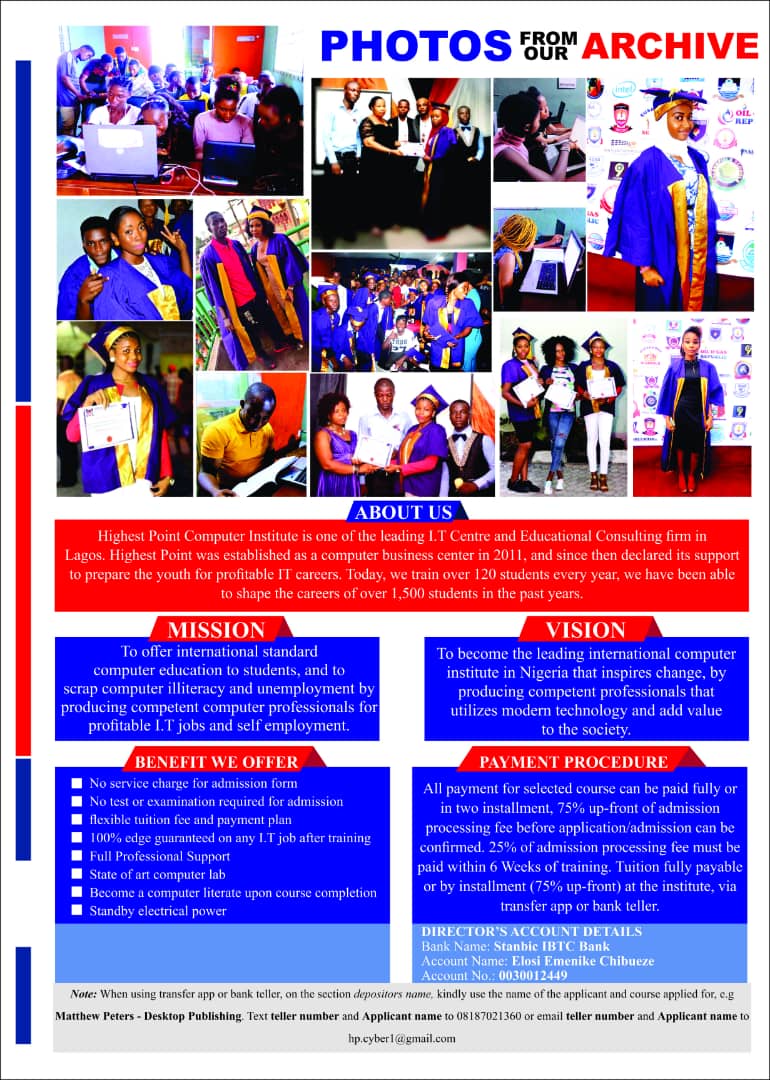 PHOTOS FROM OUR ARCHIVE
intel
OIL
REP
ABOUT US
Highest Point Computer Institute is one of the leading I.T Centre and Educational Consulting firm in
Lagos. Highest Point was established as a computer business center in 2011, and since then declared its support
to prepare the youth for profitable IT careers. Today, we train over 120 students every year, we have been able
to shape the careers of over 1,500 students in the past years.
MISSION
To offer international standard
computer education to students, and to
scrap computer illiteracy and unemployment by
producing competent computer professionals for
profitable I.T jobs and self employment.
VISION
To become the leading international computer
institute in Nigeria that inspires change, by
producing competent professionals that
utilizes modern technology and add value
to the society.
BENEFIT WE OFFER
No service charge for admission form
No test or examination required for admission
flexible tuition fee and payment plan
100% edge guaranteed on any I.T job after training
Full Professional Support
State of art computer lab
Become a computer literate upon course completion
Standby electrical power
PAYMENT PROCEDURE
All payment for selected course can be paid fully or
in two installment, 75% up-front of admission
processing fee before application/admission can be
confirmed. 25% of admission processing fee must be
paid within 6 Weeks of training. Tuition fully payable
or by installment (75% up-front) at the institute, via
transfer app or bank teller.
DIRECTOR'S ACCOUNT DETAILS
Bank Name: Stanbic IBTC Bank
Account Name: Elosi Emenike Chibueze
Account No.: 0030012449
Note: When using transfer app or bank teller, on the section depositors name, kindly use the name of the applicant and course applied for, e.g
Matthew Peters - Desktop Publishing. Text teller number and Applicant name to 08187021360 or email teller number and Applicant name to
hp.cyber1@gmail.com